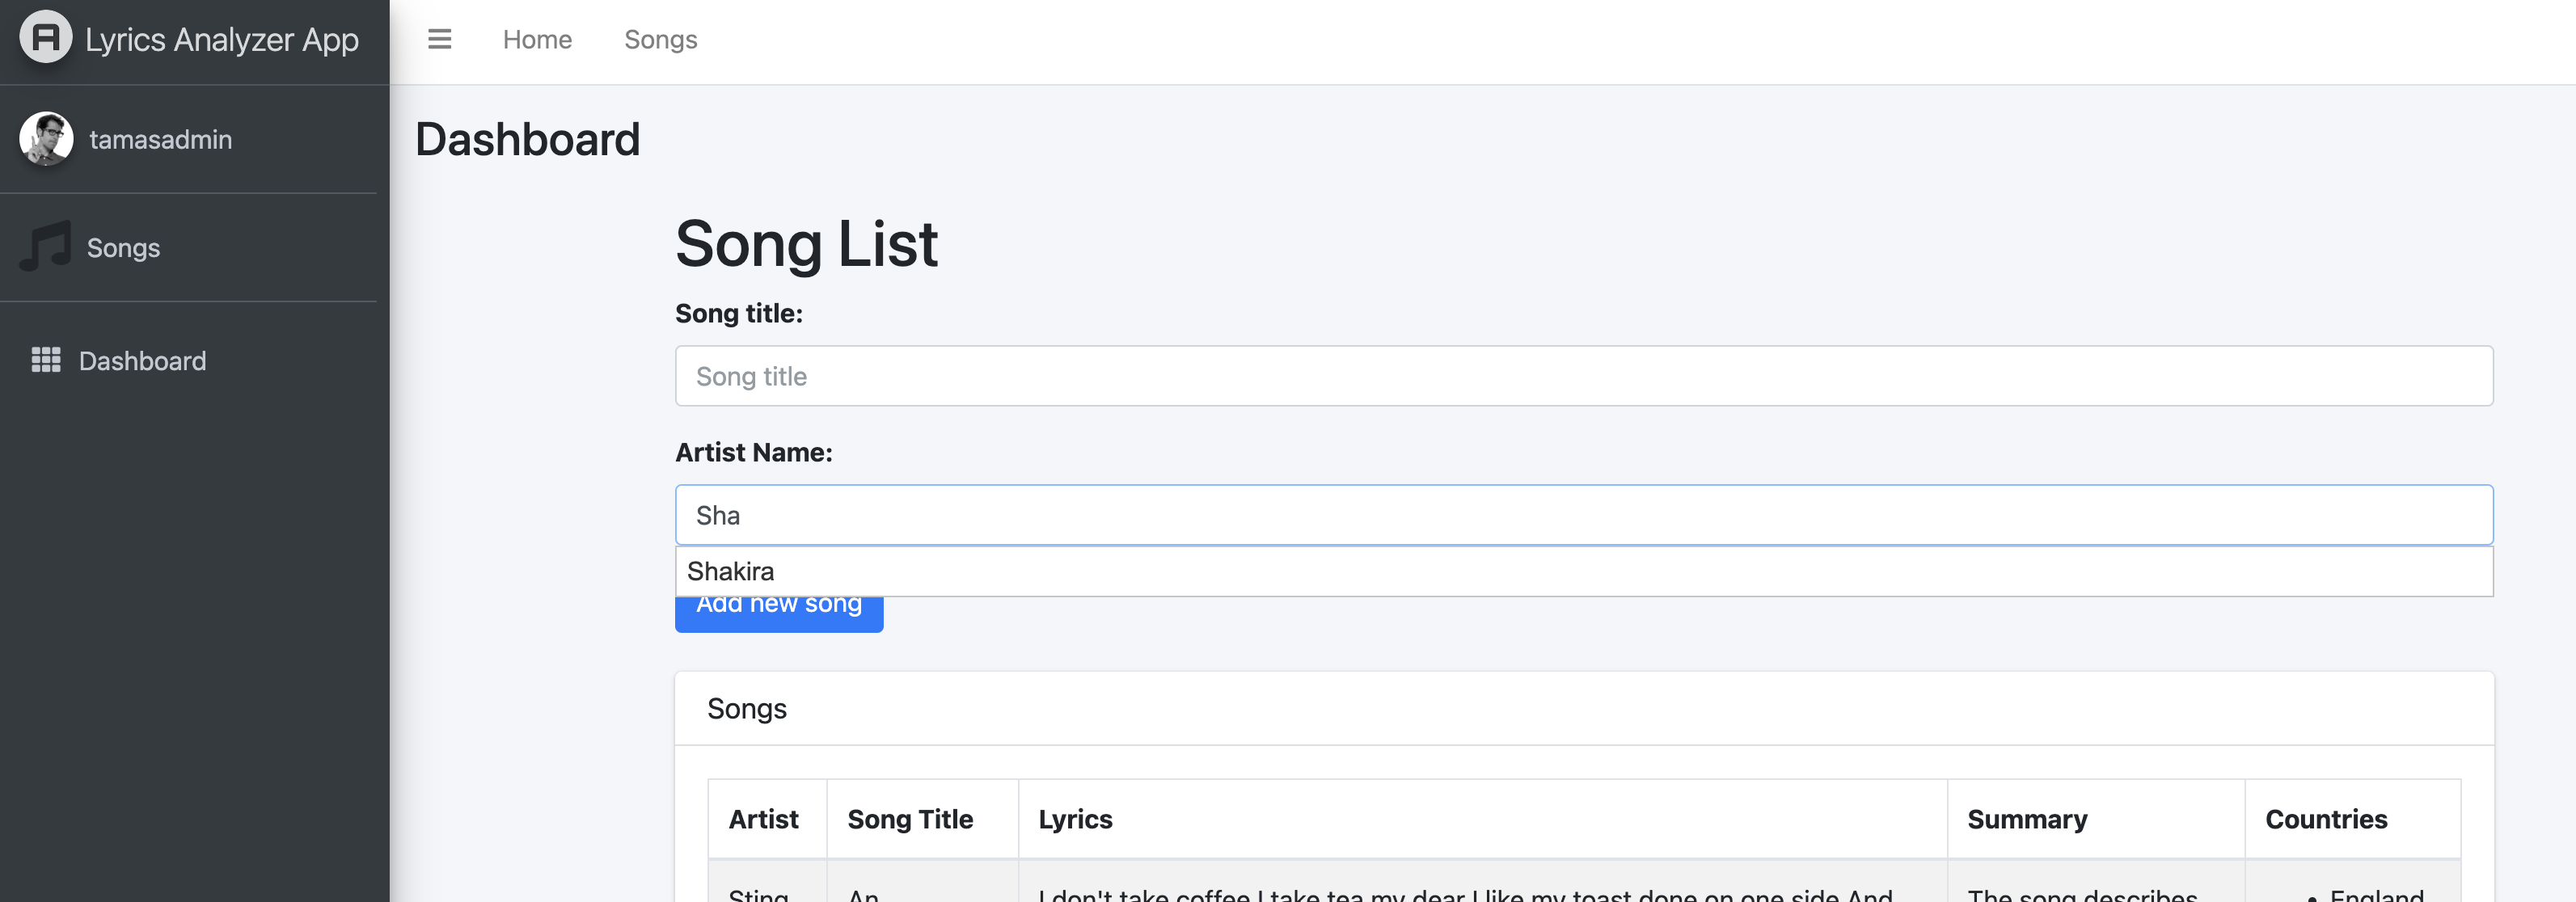 Lyrics Analyzer App
Home Songs
tamasadmin
Dashboard
Songs
Dashboard
Song List
Song title:
Song title
Artist Name:
Sha
Shakira
Add new song
Songs
Artist Song Title Lyrics Summary Countries
Sting An I don't take coffee I take tea my dear I like my toast done on one side And The song describes • England